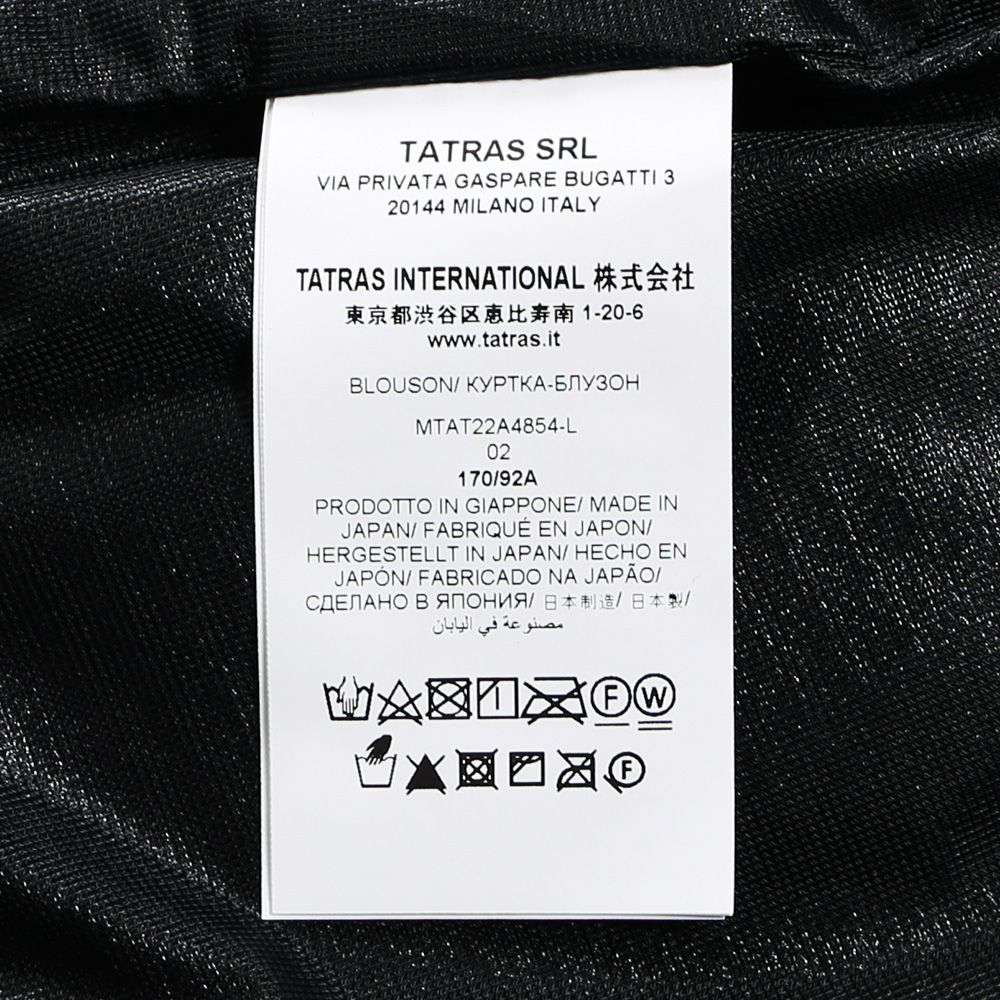 TATRAS SRL
VIA PRIVATA GASPARE BUGATTI 3
20144 MILANO ITALY
TATRAS INTERNATIONAL 株式会社
東京都渋谷区恵比寿南 1-20-6
www.tatras.it
BLOUSON/ КУРТКА-БЛУЗОН
MTAT22A4854-L
02
170/92A
PRODOTTO IN GIAPPONE/ MADE IN
JAPAN/ FABRIQUÉ EN JAPON/
HERGESTELLT IN JAPAN/ HECHO EN
JAPÓN/ FABRICADO NA JAPÃO/
СДЕЛАНО В ЯПОНИЯ/ 日本制造/ 日本製/
مصنوعة في اليابان
F W
F